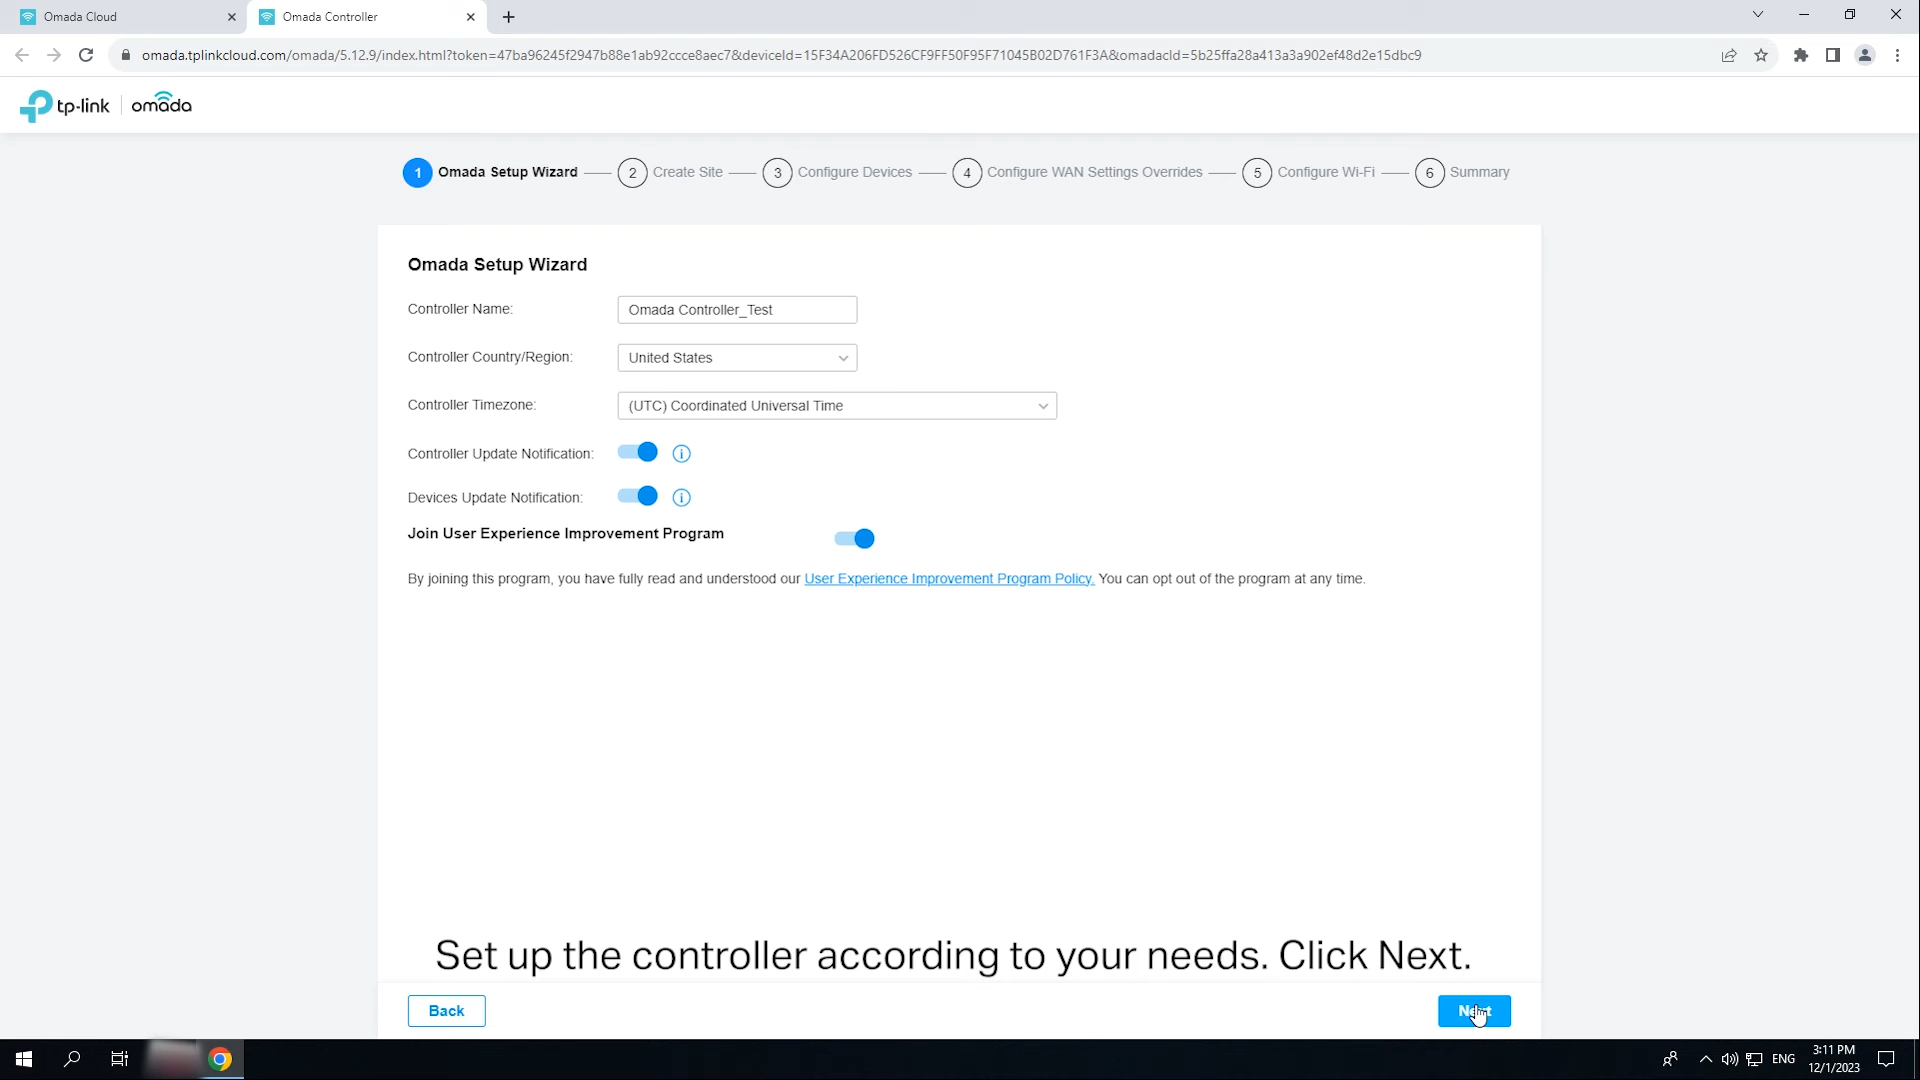 Omada Cloud
Omada Controller
omada.tplinkcloud.com/omada/5.12.9/index.html?token=47ba96245f2947b88e1ab92ccce8aec7&deviceId=15F34A206FD526CF9FF50F95F71045B02D761F3A&omadacId=5b25ffa28a413a3a902ef48d2e15dbc9
tp-link omada
1 Omada Setup Wizard 2 Create Site 3 Configure Devices 4 Configure WAN Settings Overrides 5 Configure Wi-Fi 6 Summary
Omada Setup Wizard
Controller Name: Omada Controller_Test
Controller Country/Region: United States
Controller Timezone: (UTC) Coordinated Universal Time
Controller Update Notification:
Devices Update Notification:
Join User Experience Improvement Program
By joining this program, you have fully read and understood our User Experience Improvement Program Policy. You can opt out of the program at any time.
Set up the controller according to your needs. Click Next.
Back Next
ENG
3:11 PM
12/1/2023